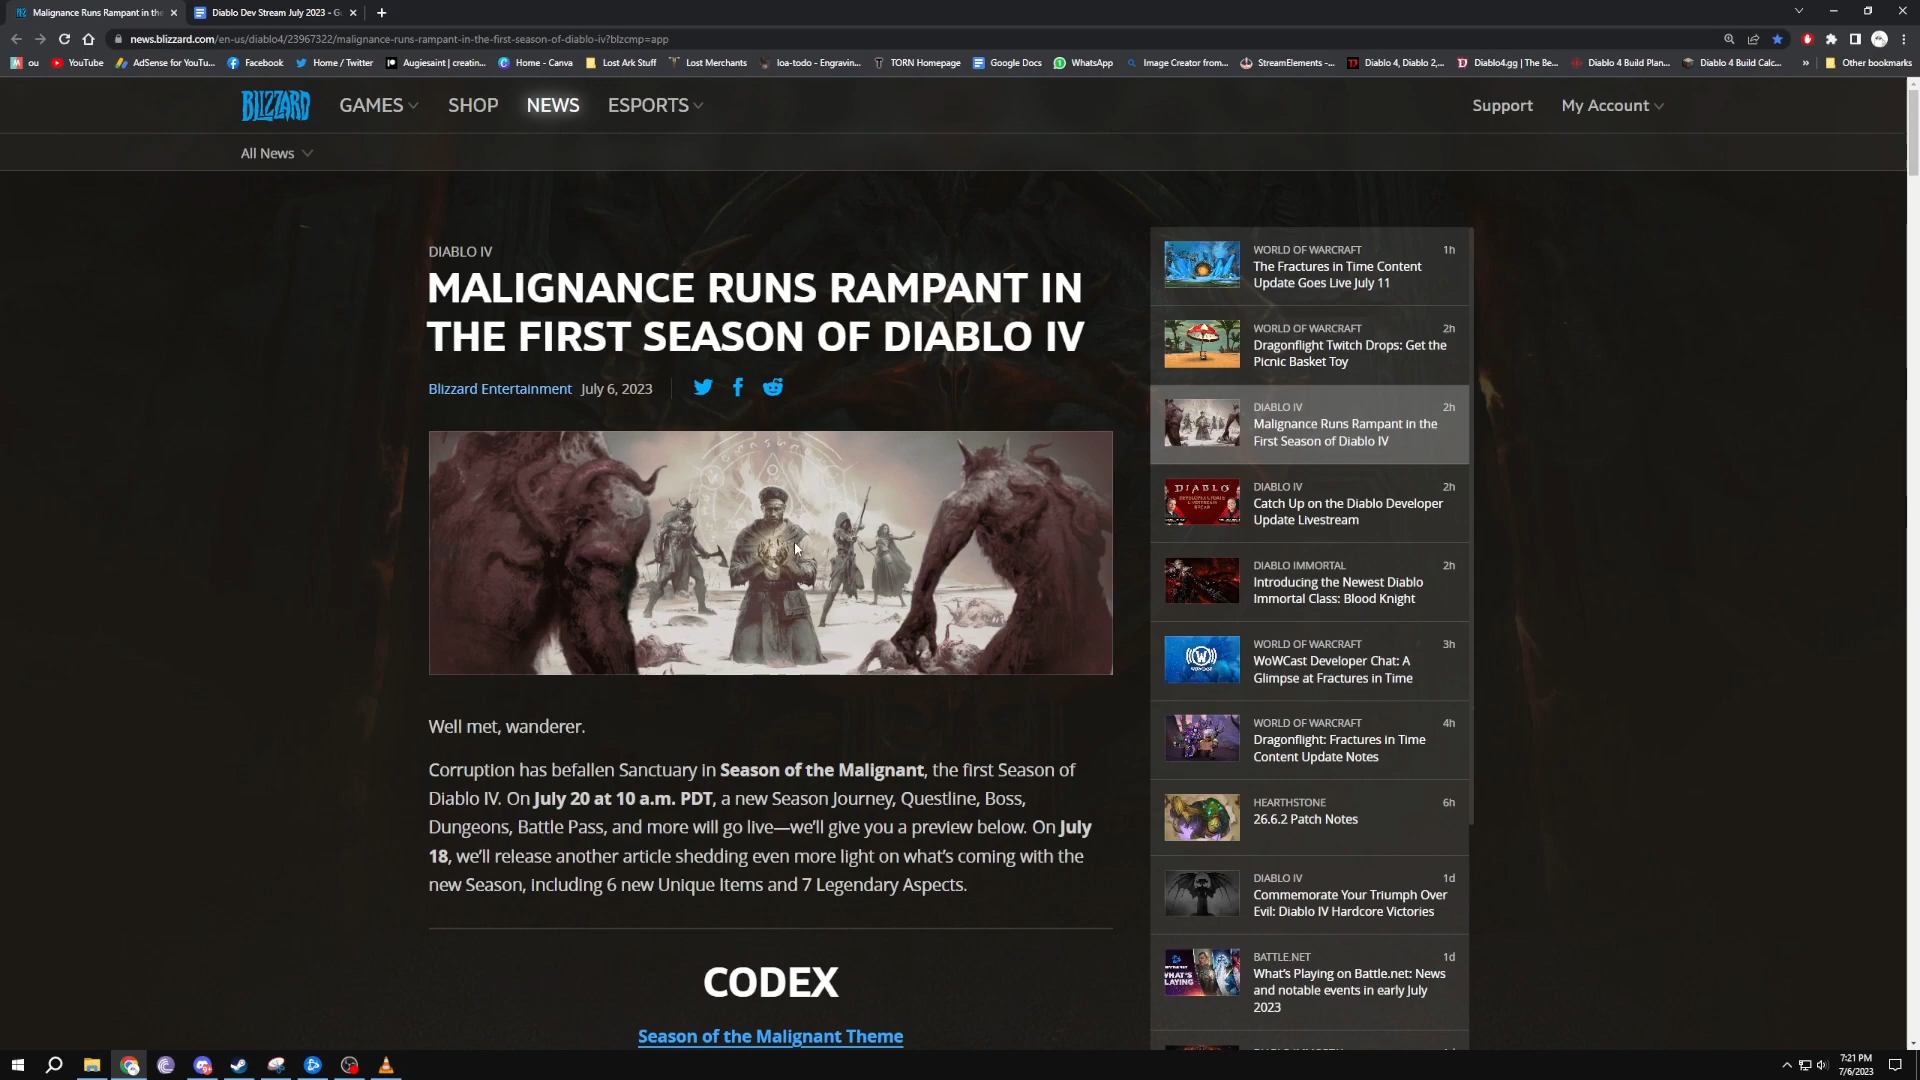 Malignance Runs Rampant in the
Diablo Dev Stream July 2023 - G
news.blizzard.com/en-us/diablo4/23967322/malignance-runs-rampant-in-the-first-season-of-diablo-iv?blzcmp=app
ou
YouTube
AdSense for YouTu...
Facebook
Home / Twitter
Augiesaint | creatin...
Home - Canva
Lost Ark Stuff
Lost Merchants
loa-todo - Engravin...
TORN Homepage
Google Docs
WhatsApp
Image Creator from...
StreamElements -...
Diablo 4, Diablo 2,...
Diablo4.gg | The Be...
Diablo 4 Build Plan...
Diablo 4 Build Calc...
»
Other bookmarks
BLIZZARD
GAMES
SHOP
NEWS
ESPORTS
Support
My Account
All News
DIABLO IV
MALIGNANCE RUNS RAMPANT IN
THE FIRST SEASON OF DIABLO IV
Blizzard Entertainment July 6, 2023
Well met, wanderer.
Corruption has befallen Sanctuary in Season of the Malignant, the first Season of
Diablo IV. On July 20 at 10 a.m. PDT, a new Season Journey, Questline, Boss,
Dungeons, Battle Pass, and more will go live—we'll give you a preview below. On July
18, we'll release another article shedding even more light on what's coming with the
new Season, including 6 new Unique Items and 7 Legendary Aspects.
CODEX
Season of the Malignant Theme
WORLD OF WARCRAFT 1h
The Fractures in Time Content
Update Goes Live July 11
WORLD OF WARCRAFT 2h
Dragonflight Twitch Drops: Get the
Picnic Basket Toy
DIABLO IV 2h
Malignance Runs Rampant in the
First Season of Diablo IV
DIABLO
DIABLO IV 2h
Catch Up on the Diablo Developer
Update Livestream
DIABLO IMMORTAL 2h
Introducing the Newest Diablo
Immortal Class: Blood Knight
WORLD OF WARCRAFT 3h
WoWCast Developer Chat: A
Glimpse at Fractures in Time
WORLD OF WARCRAFT 4h
Dragonflight: Fractures in Time
Content Update Notes
HEARTHSTONE 6h
26.6.2 Patch Notes
DIABLO IV 1d
Commemorate Your Triumph Over
Evil: Diablo IV Hardcore Victories
BATTLE.NET 1d
What's Playing on Battle.net: News
and notable events in early July
2023
7:21 PM
7/6/2023